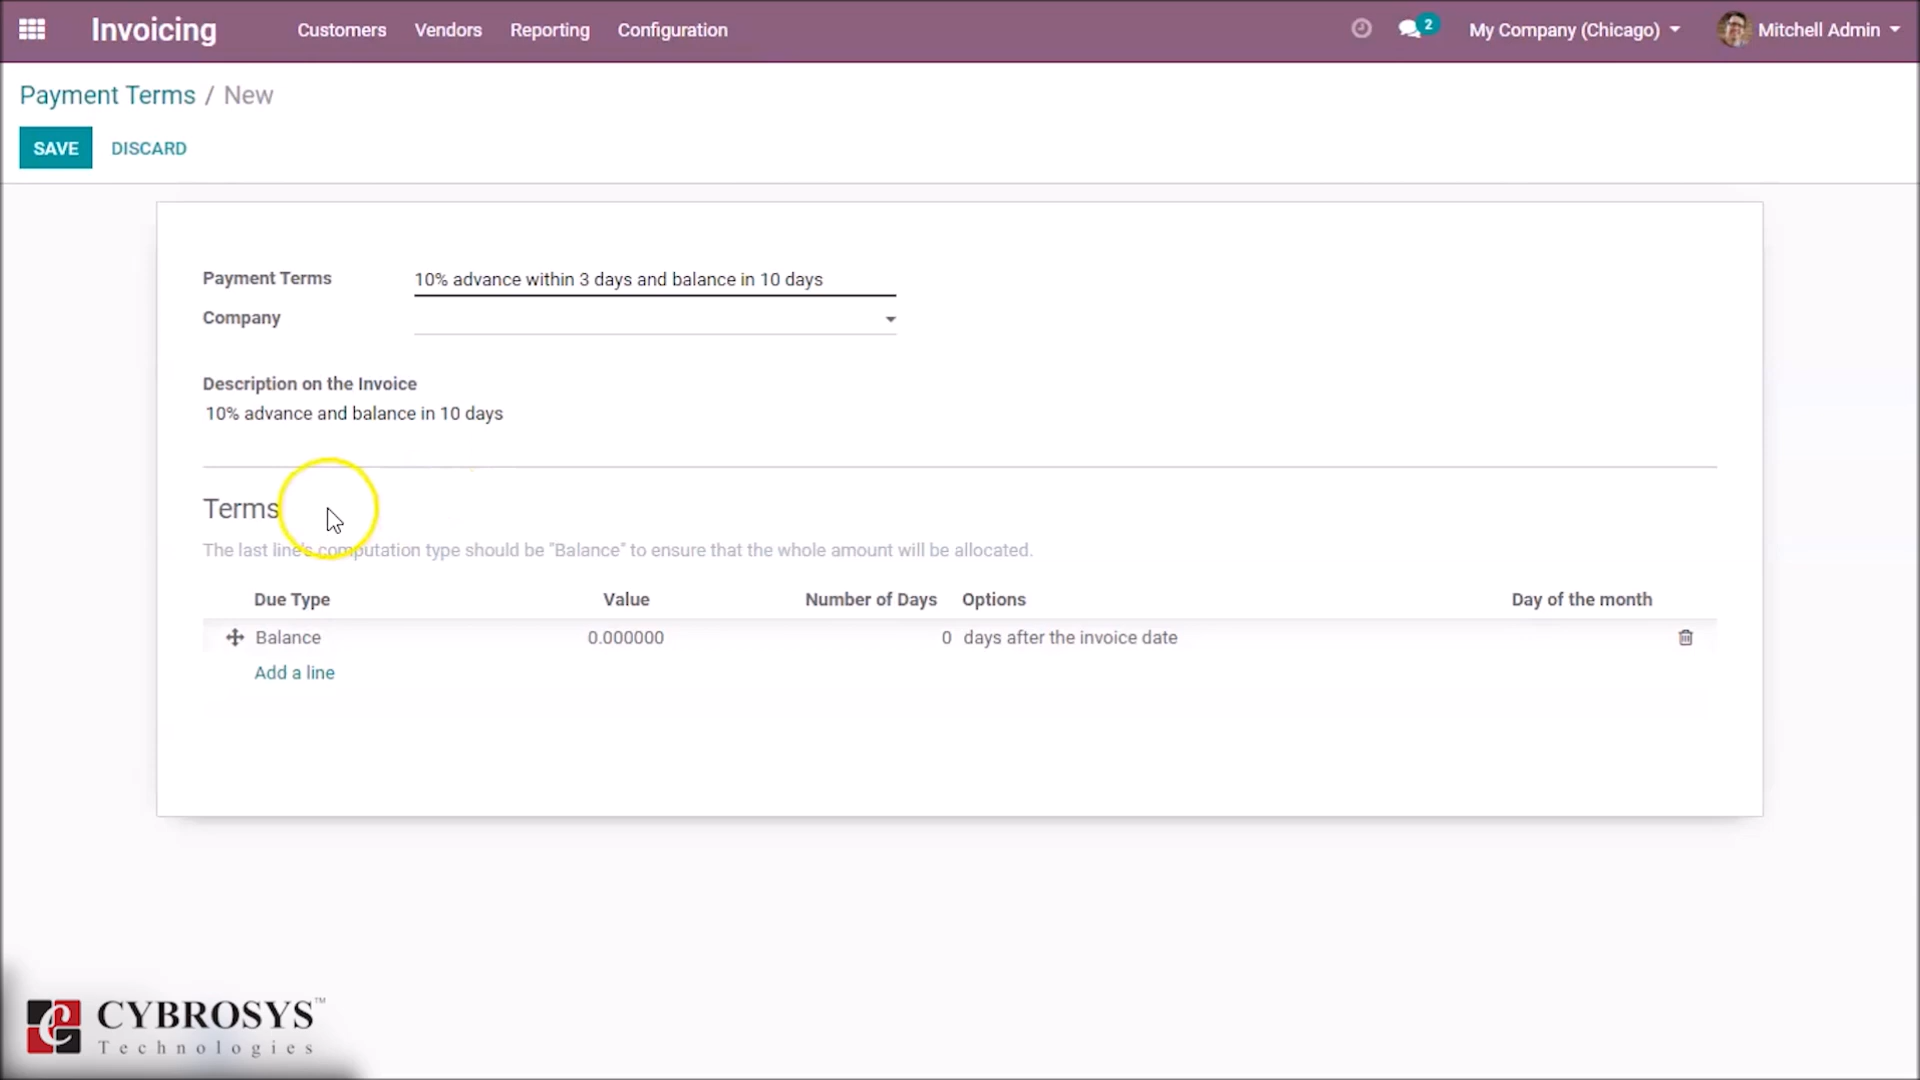 Invoicing Customers Vendors Reporting Configuration 2 My Company (Chicago) Mitchell Admin
Payment Terms / New
SAVE DISCARD
Payment Terms 10% advance within 3 days and balance in 10 days
Company
Description on the Invoice
10% advance and balance in 10 days
Terms
The last line's computation type should be "Balance" to ensure that the whole amount will be allocated.
Due Type Value Number of Days Options Day of the month
Balance 0.000000 0 days after the invoice date
Add a line
CYBROSYS™
Technologies